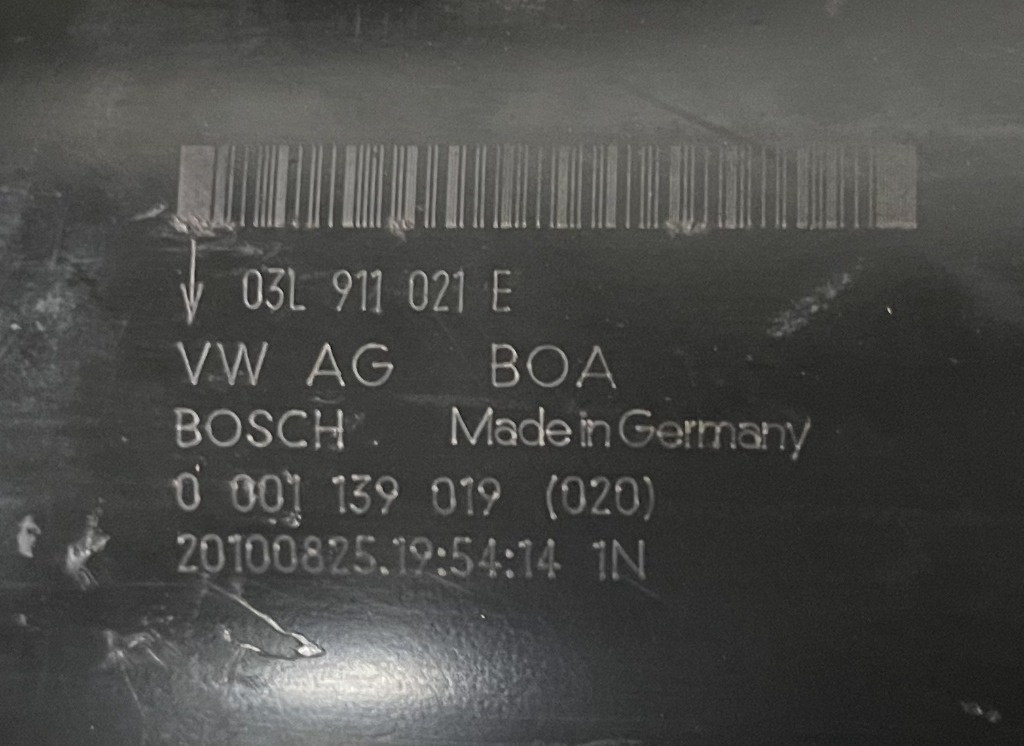 03L 911 021 E
VW AG BOA
BOSCH. Made in Germany
0 001 139 019 (020)
20100825.19:54:14 1N